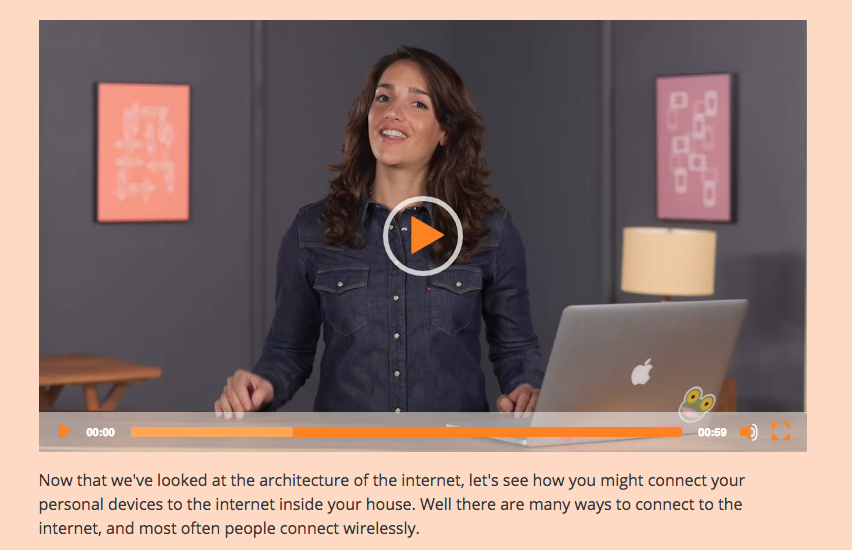 00:00
00:59
Now that we've looked at the architecture of the internet, let's see how you might connect your
personal devices to the internet inside your house. Well there are many ways to connect to the
internet, and most often people connect wirelessly.